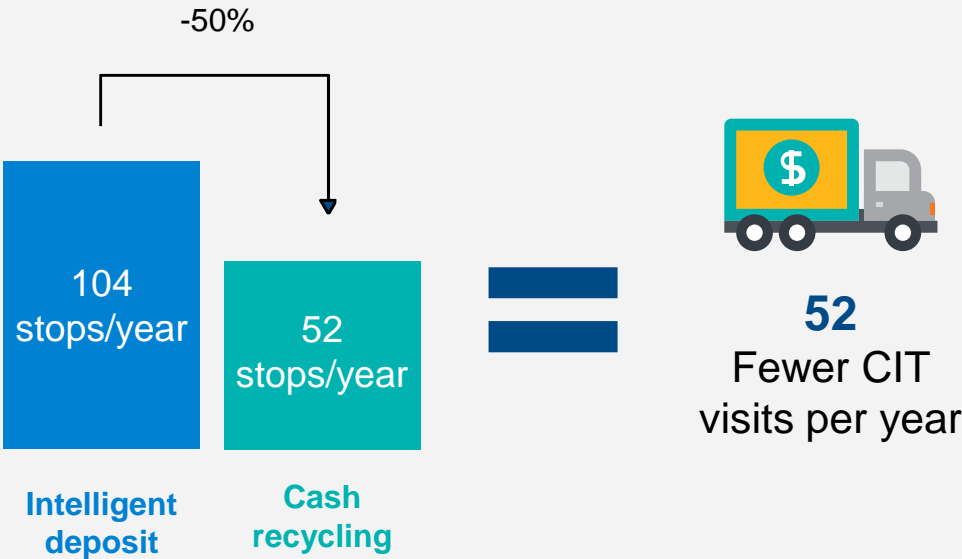 -50%
104
stops/year
52
stops/year
Intelligent
deposit
Cash
recycling
$
52
Fewer CIT
visits per year